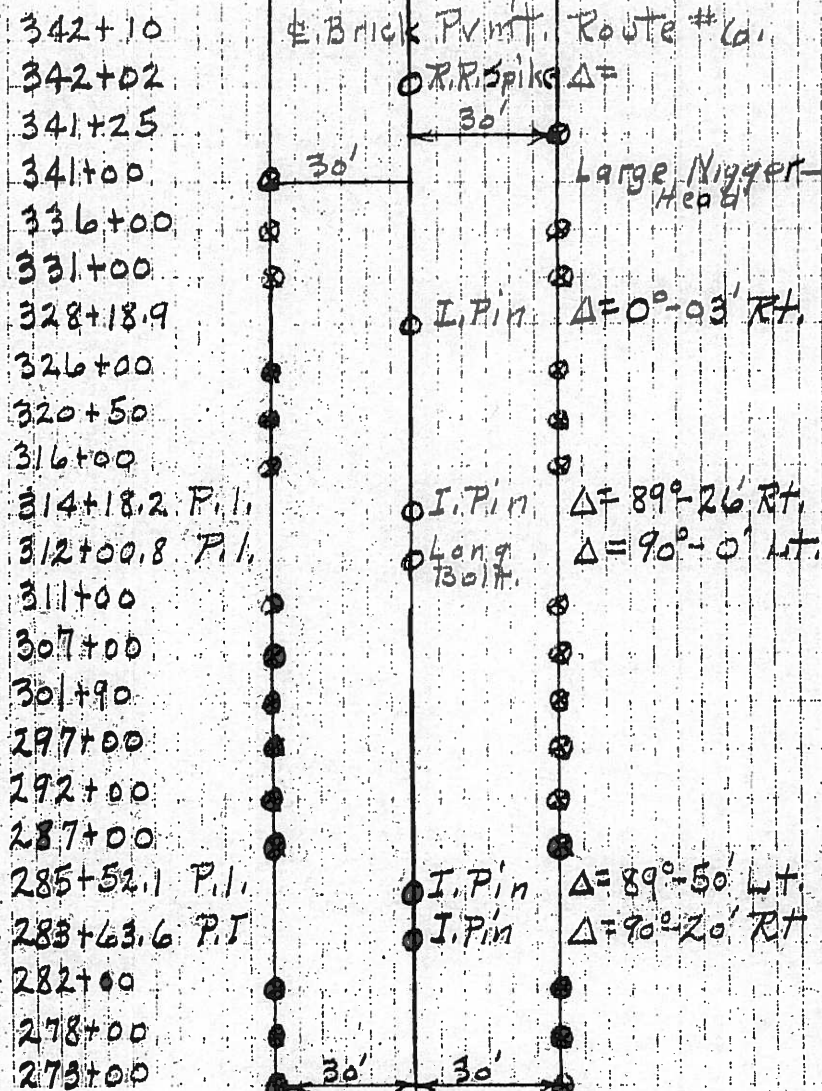 342+10 ȼ. Brick Pvm't. Route #6.
342+02 R.R. Spike Δ=
341+25 30'
341+00 30' Large Nigger-
Head
336+00
331+00
328+18.9 I. Pin Δ=0°-03' Rt.
326+00
320+50
316+00
314+18.2 P.I. I. Pin Δ=89°-26' Rt.
312+00.8 P.I. Long Δ=90°-0' Lt.
Bolt.
311+00
307+00
301+90
297+00
292+00
287+00
285+52.1 P.I. I. Pin Δ=89°-50' Lt.
283+63.6 P.I I. Pin Δ=90°-20' Rt
282+00
278+00
273+00 30' 30'